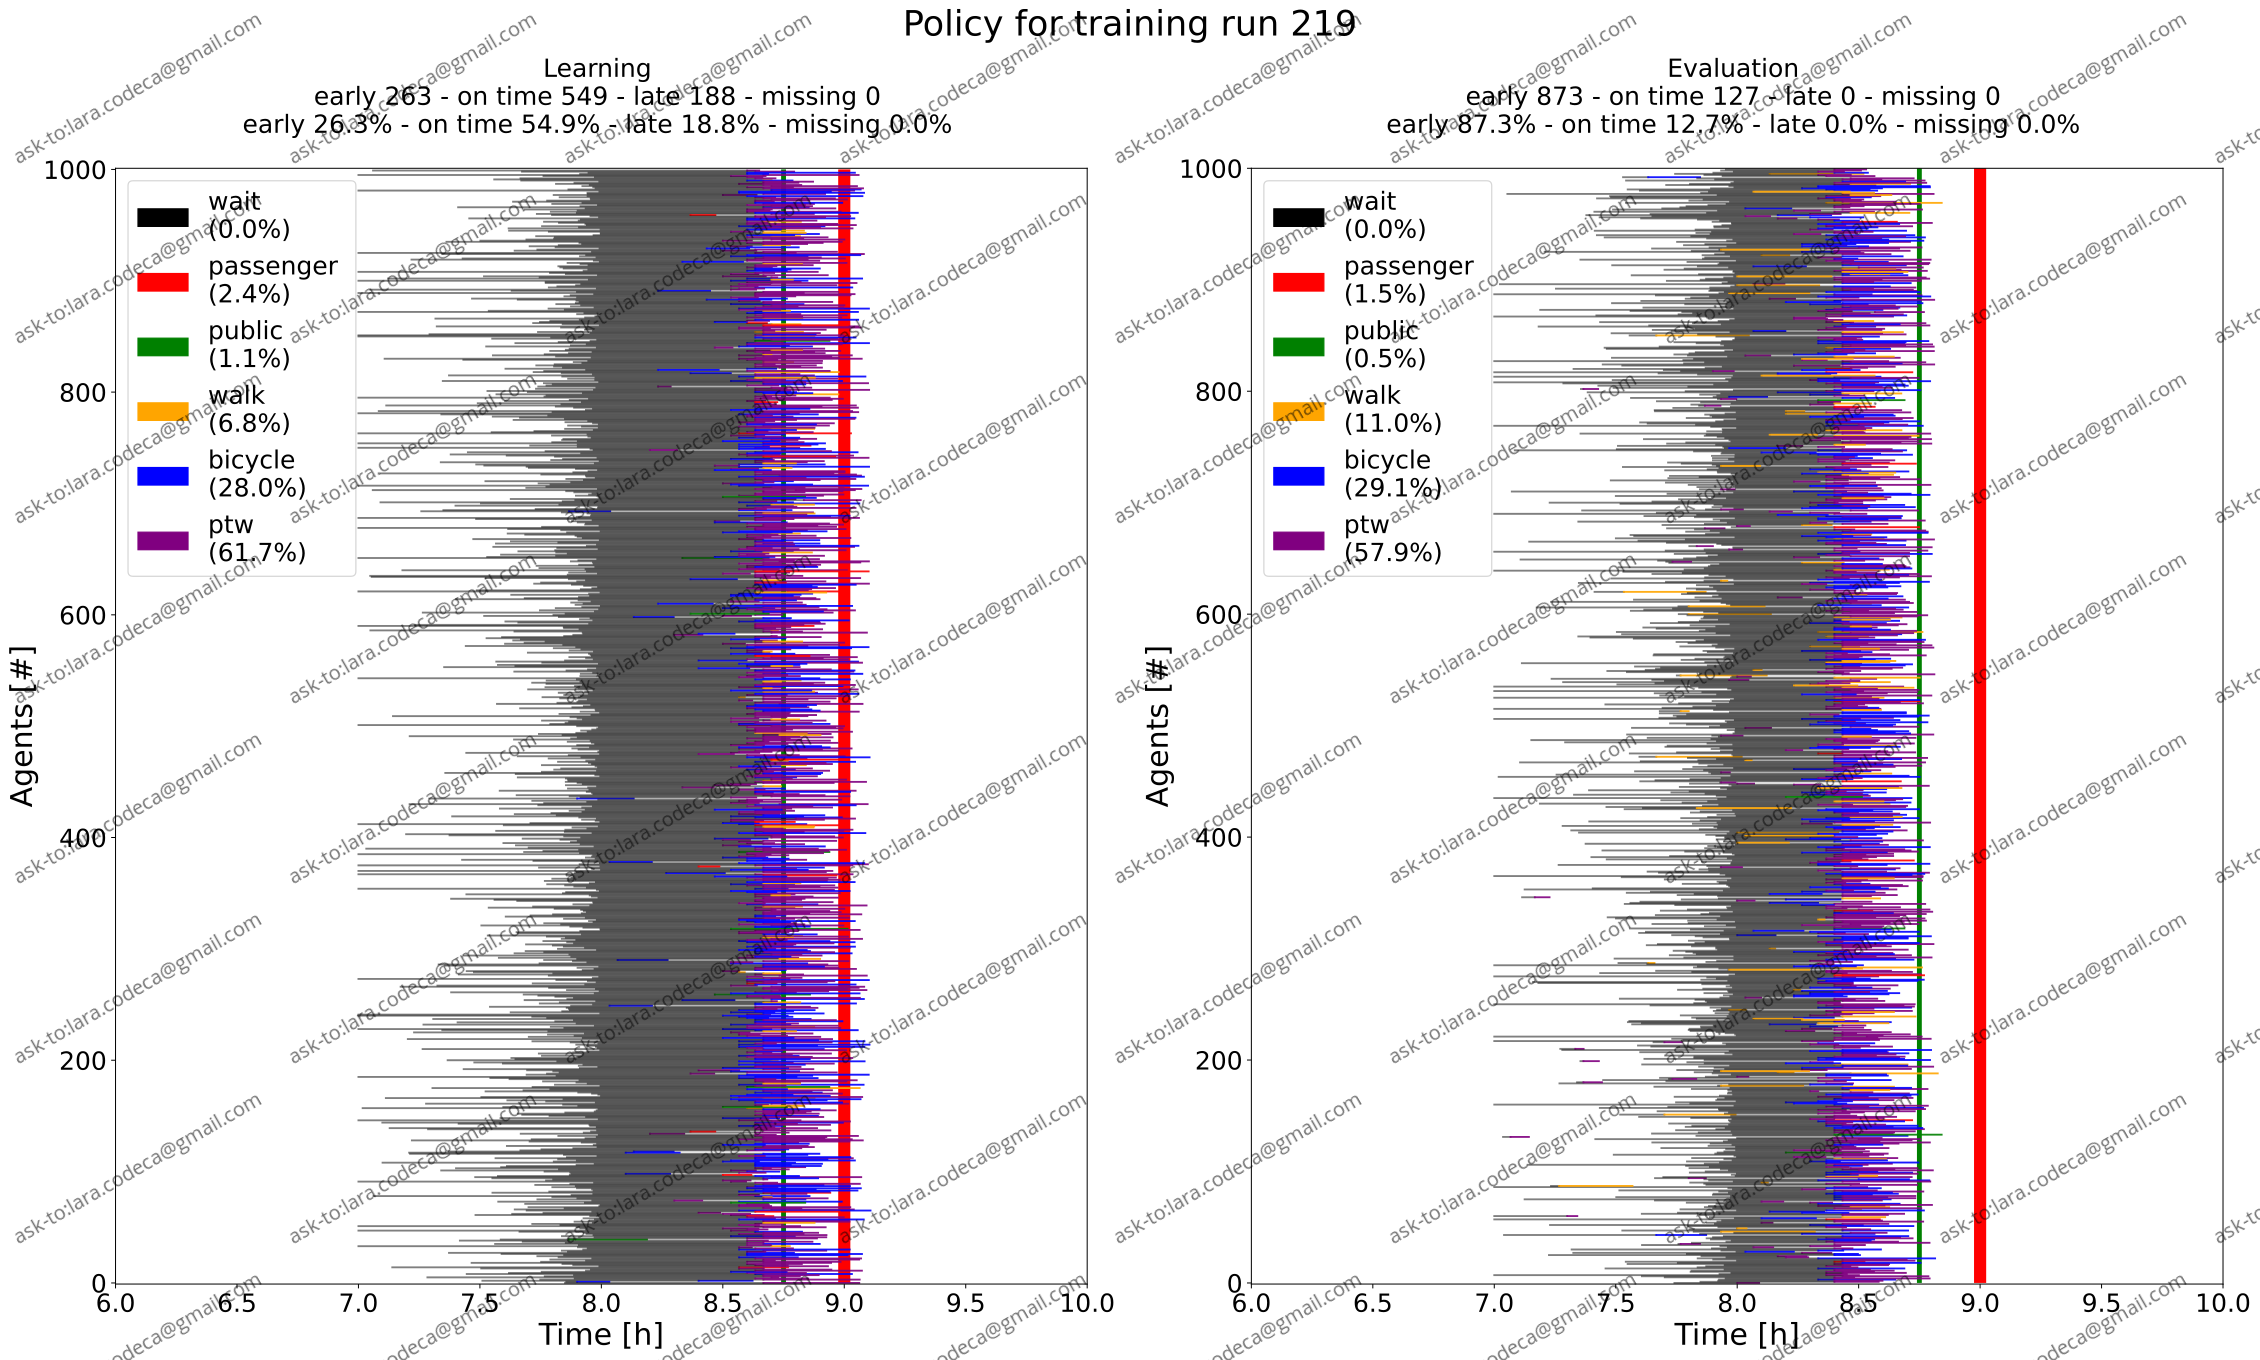 Policy for training run 219
Learning
early 263 - on time 549 - late 188 - missing 0
early 26.3% - on time 54.9% - late 18.8% - missing 0.0%
1000
800
600
400
200
0
Agents [#]
wait
(0.0%)
passenger
(2.4%)
public
(1.1%)
walk
(6.8%)
bicycle
(28.0%)
ptw
(61.7%)
6.0 6.5 7.0 7.5 8.0 8.5 9.0 9.5 10.0
Time [h]
Evaluation
early 873 - on time 127 - late 0 - missing 0
early 87.3% - on time 12.7% - late 0.0% - missing 0.0%
1000
800
600
400
200
0
Agents [#]
wait
(0.0%)
passenger
(1.5%)
public
(0.5%)
walk
(11.0%)
bicycle
(29.1%)
ptw
(57.9%)
6.0 6.5 7.0 7.5 8.0 8.5 9.0 9.5 10.0
Time [h]
ask-to:lara.codeca@gmail.com